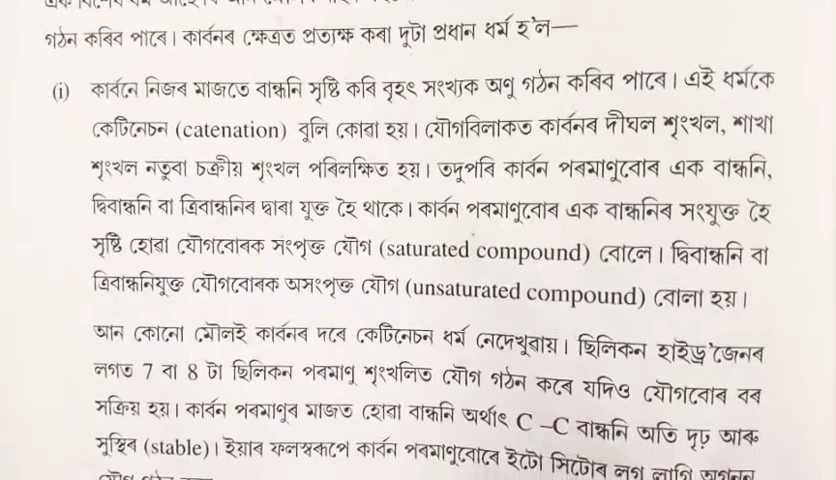 গঠন কৰিব পাৰে। কাৰ্বনৰ ক্ষেত্ৰত প্ৰত্যক্ষ কৰা দুটা প্ৰধান ধৰ্ম হ'ল—
(i) কাৰ্বনে নিজৰ মাজতে বান্ধনি সৃষ্টি কৰি বৃহৎ সংখ্যক অণু গঠন কৰিব পাৰে। এই ধৰ্মকে
কেটিনেচন (catenation) বুলি কোৱা হয়। যৌগবিলাকত কাৰ্বনৰ দীঘল শৃংখল, শাখা
শৃংখল নতুবা চক্ৰীয় শৃংখল পৰিলক্ষিত হয়। তদুপৰি কাৰ্বন পৰমাণুবোৰ এক বান্ধনি,
দ্বিবান্ধনি বা ত্ৰিবান্ধনিৰ দ্বাৰা যুক্ত হৈ থাকে। কাৰ্বন পৰমাণুবোৰ এক বান্ধনিৰ সংযুক্ত হৈ
সৃষ্টি হোৱা যৌগবোৰক সংপৃক্ত যৌগ (saturated compound) বোলে। দ্বিবান্ধনি বা
ত্ৰিবান্ধনিযুক্ত যৌগবোৰক অসংপৃক্ত যৌগ (unsaturated compound) বোলা হয়।
আন কোনো মৌলই কাৰ্বনৰ দৰে কেটিনেচন ধৰ্ম নেদেখুৱায়। ছিলিকন হাইড্ৰ'জেনৰ
লগত 7 বা 8 টা ছিলিকন পৰমাণু শৃংখলিত যৌগ গঠন কৰে যদিও যৌগবোৰ বৰ
সক্ৰিয় হয়। কাৰ্বন পৰমাণুৰ মাজত হোৱা বান্ধনি অৰ্থাৎ C –C বান্ধনি অতি দৃঢ় আৰু
সুস্থিৰ (stable)। ইয়াৰ ফলস্বৰূপে কাৰ্বন পৰমাণুবোৰে ইটো সিটোৰ লগ লাগি অগনন